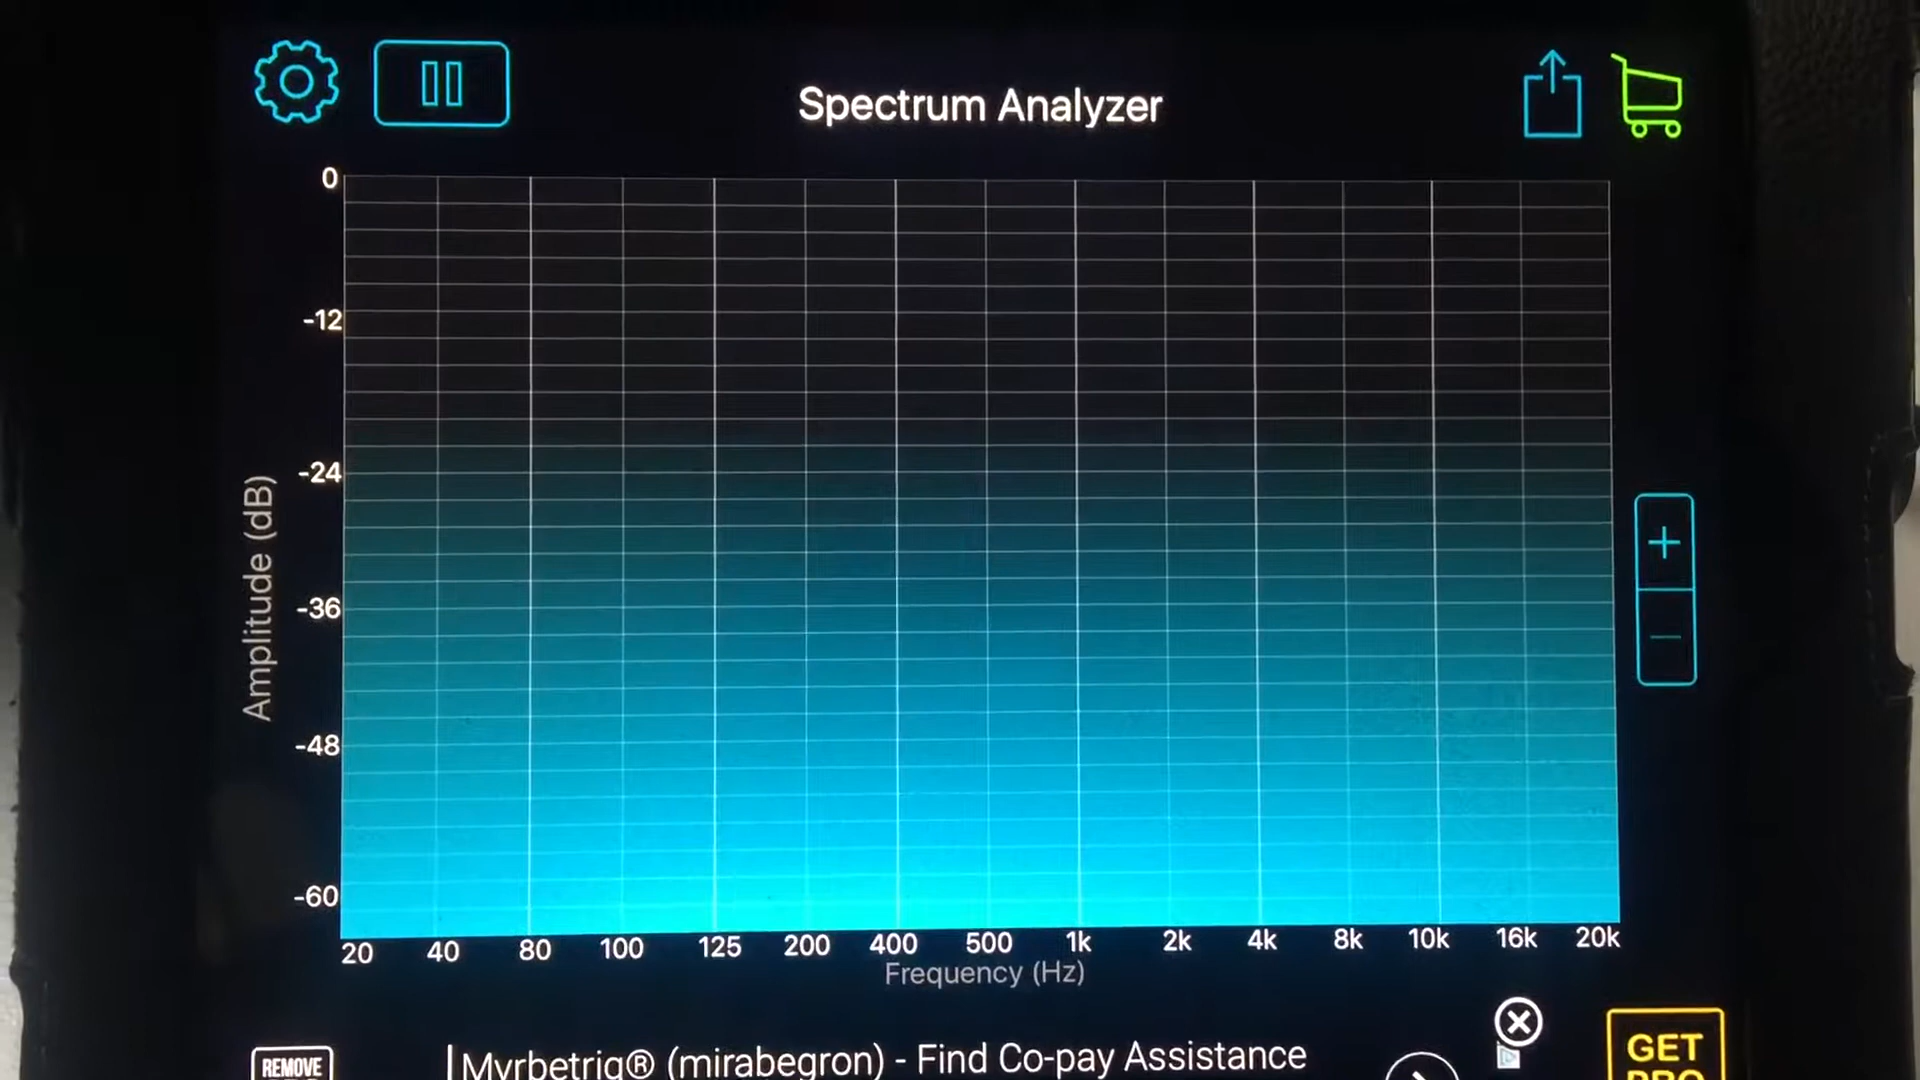 Spectrum Analyzer
0
-12
-24
-36
-48
-60
Amplitude (dB)
20 40 80 100 125 200 400 500 1k 2k 4k 8k 10k 16k 20k
Frequency (Hz)
REMOVE
Myrbetriq® (mirabegron) - Find Co-pay Assistance
GET
PRO